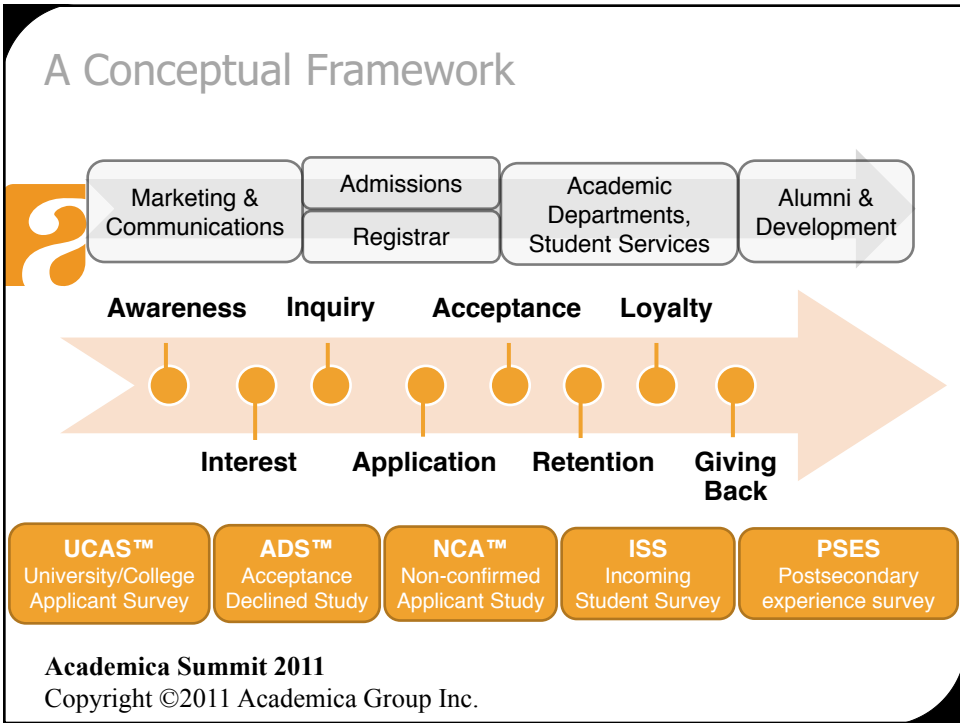 A Conceptual Framework
Marketing &
Communications
Admissions
Registrar
Academic
Departments,
Student Services
Alumni &
Development
Awareness
Inquiry
Acceptance
Loyalty
Interest
Application
Retention
Giving
Back
UCAS™
University/College
Applicant Survey
ADS™
Acceptance
Declined Study
NCA™
Non-confirmed
Applicant Study
ISS
Incoming
Student Survey
PSES
Postsecondary
experience survey
Academica Summit 2011
Copyright ©2011 Academica Group Inc.